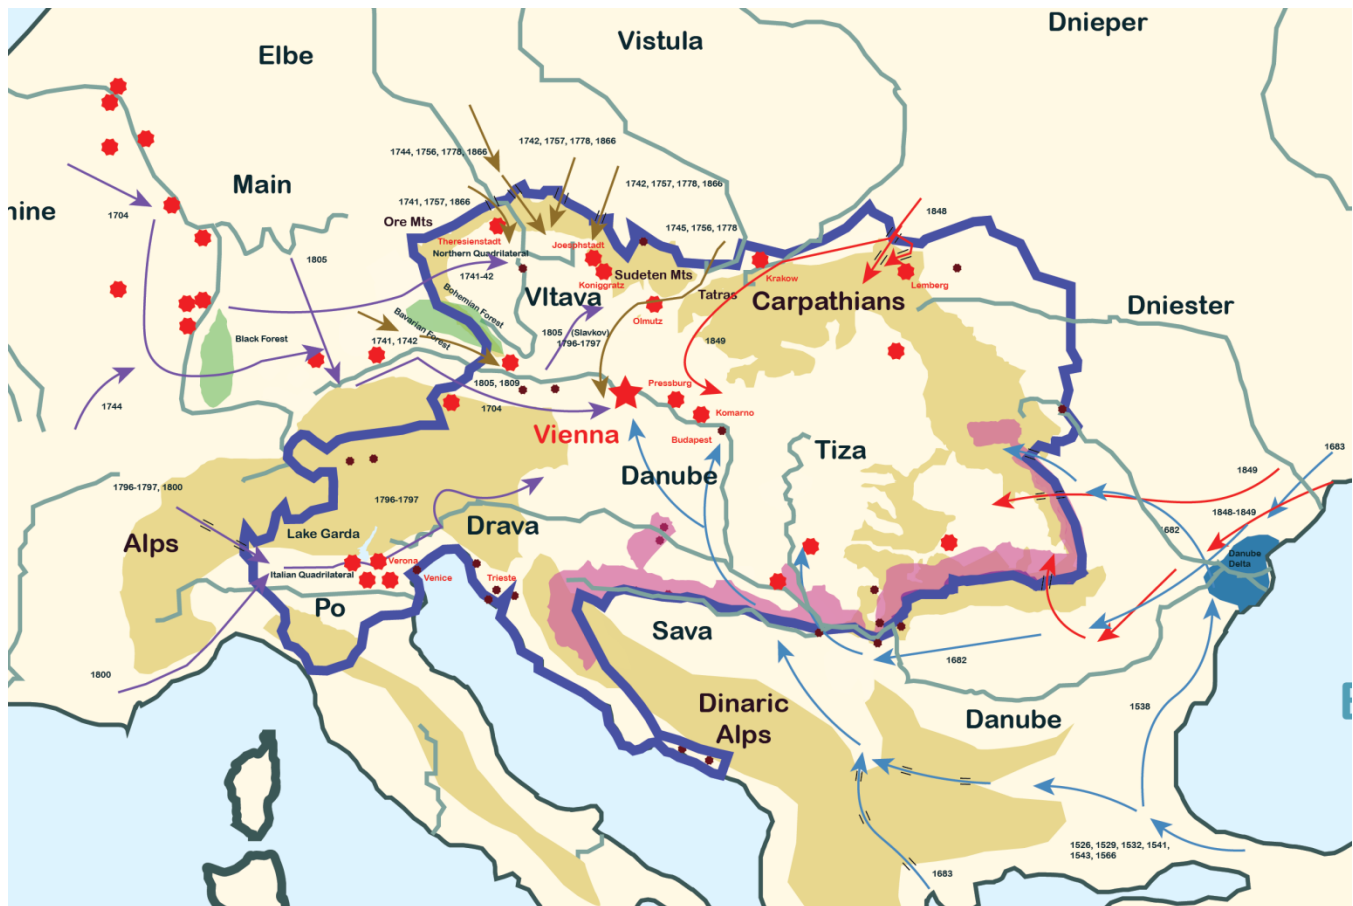 Dnieper
Vistula
Elbe
1744, 1756, 1778, 1866
1742, 1757, 1778, 1866
Main
1742, 1757, 1778, 1866
1741, 1757, 1866
hine
1704
Ore Mts
1848
1745, 1756, 1778
Theresienstadt
Joesphstadt
Northern Quadrilateral
1805
1741-42
Koniggratz
Sudeten Mts
Krakow
Lemberg
Vltava
Tatras
Carpathians
Dniester
Bohemian Forest
Bavarian Forest
Olmutz
Black Forest
1741, 1742
1805 (Slavkov)
1796-1797
1849
1805, 1809
Pressburg
1744
1704
Komarno
Vienna
Budapest
Tiza
1683
Danube
1849
1796-1797, 1800
1796-1797
1848-1849
Drava
1682
Alps
Lake Garda
Danube
Delta
Verona
Italian Quadrilateral
Venice
Trieste
Po
Sava
1682
1800
Dinaric
Alps
Danube
1538
E
1526, 1529, 1532, 1541,
1543, 1566
1683